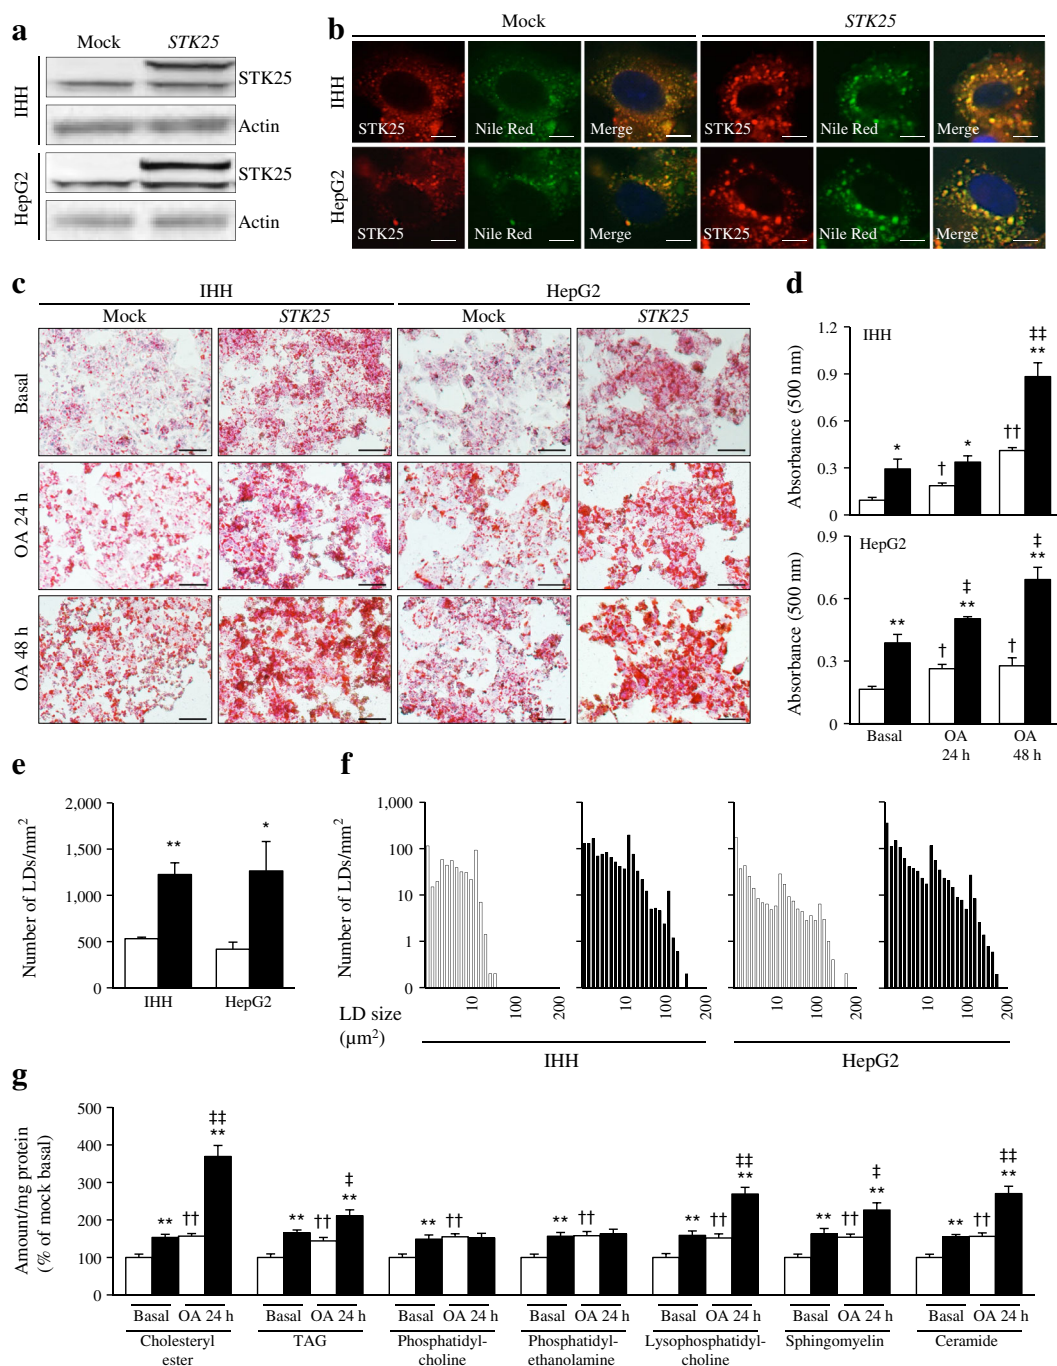 a
Mock STK25
IHH
STK25
Actin
HepG2
STK25
Actin
b
Mock STK25
IHH
STK25 Nile Red Merge STK25 Nile Red Merge
HepG2
STK25 Nile Red Merge STK25 Nile Red Merge
c
IHH HepG2
Mock STK25 Mock STK25
Basal
OA 24 h
OA 48 h
d
Absorbance (500 nm)
1.2
0.9
0.6
0.3
0
IHH
* † * †† ‡‡ **
Absorbance (500 nm)
0.9
0.6
0.3
0
HepG2
** † ‡ ** † ‡ **
Basal OA 24 h OA 48 h
e
Number of LDs/mm²
2,000
1,500
1,000
500
0
** *
IHH HepG2
f
Number of LDs/mm²
1,000
100
10
1
0
LD size (µm²)
10 100 200 10 100 200 10 100 200 10 100 200
IHH HepG2
g
Amount/mg protein
(% of mock basal)
500
400
300
200
100
0
** †† ‡‡ ** ** †† ‡ ** ** †† ** †† ** †† ‡‡ ** ** †† ‡ ** ** †† ‡‡ **
Basal OA 24 h Basal OA 24 h Basal OA 24 h Basal OA 24 h Basal OA 24 h Basal OA 24 h Basal OA 24 h
Cholesteryl ester
TAG
Phosphatidyl-
choline
Phosphatidyl-
ethanolamine
Lysophosphatidyl-
choline
Sphingomyelin
Ceramide